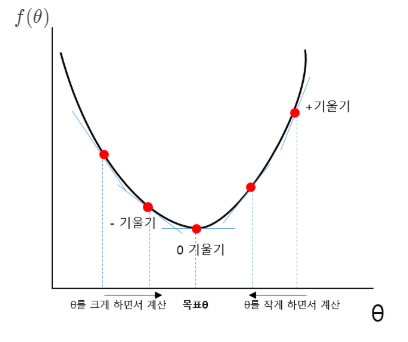 f(θ)
+기울기
- 기울기
0 기울기
θ를 크게 하면서 계산 목표θ θ를 작게 하면서 계산
θ